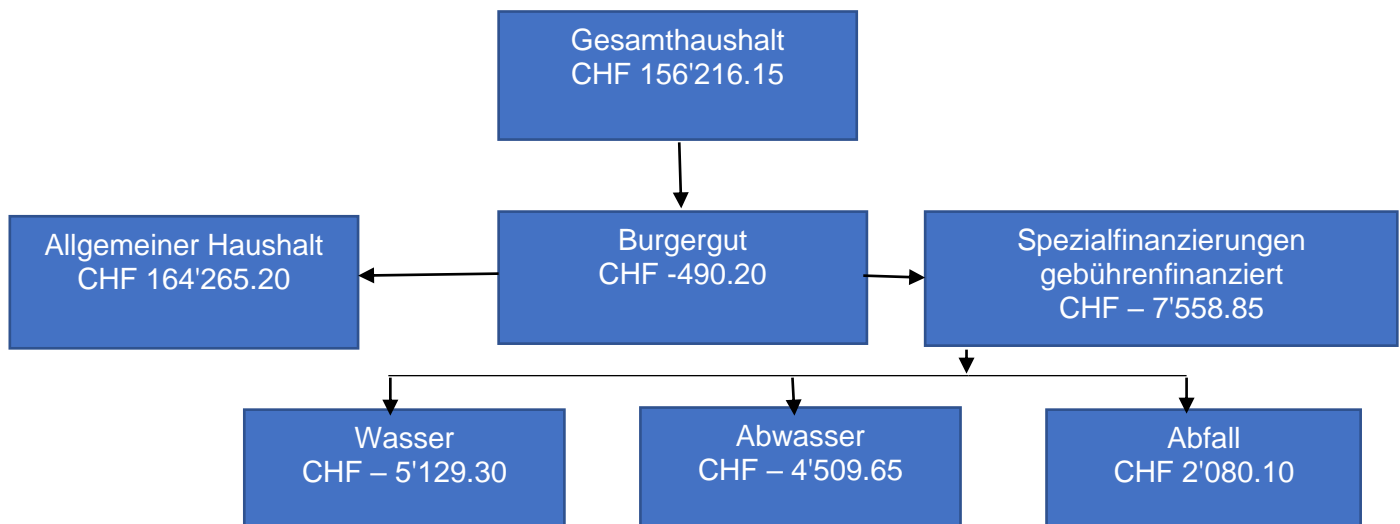 Gesamthaushalt
CHF 156'216.15
Allgemeiner Haushalt
CHF 164'265.20
Burgergut
CHF -490.20
Spezialfinanzierungen
gebührenfinanziert
CHF – 7'558.85
Wasser
CHF – 5'129.30
Abwasser
CHF – 4'509.65
Abfall
CHF 2'080.10